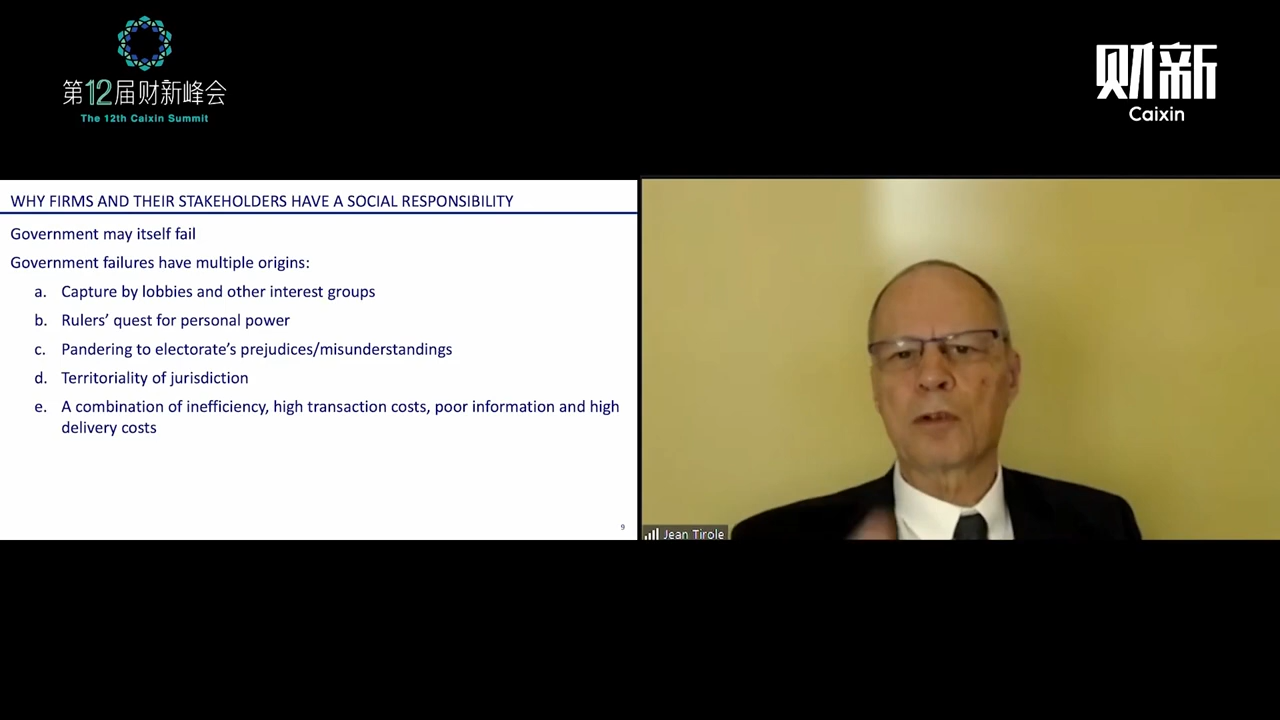 第12届财新峰会
The 12th Caixin Summit
财新
Caixin
WHY FIRMS AND THEIR STAKEHOLDERS HAVE A SOCIAL RESPONSIBILITY
Government may itself fail
Government failures have multiple origins:
a. Capture by lobbies and other interest groups
b. Rulers’ quest for personal power
c. Pandering to electorate’s prejudices/misunderstandings
d. Territoriality of jurisdiction
e. A combination of inefficiency, high transaction costs, poor information and high
delivery costs
9
Jean Tirole